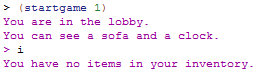 > (startgame 1)
You are in the lobby.
You can see a sofa and a clock.
> i
You have no items in your inventory.